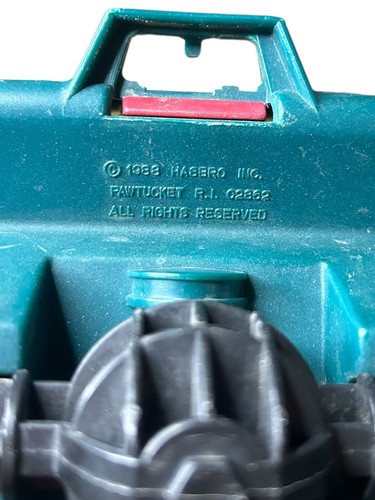 © 1988 HASBRO INC.
PAWTUCKET R.I. 02862
ALL RIGHTS RESERVED